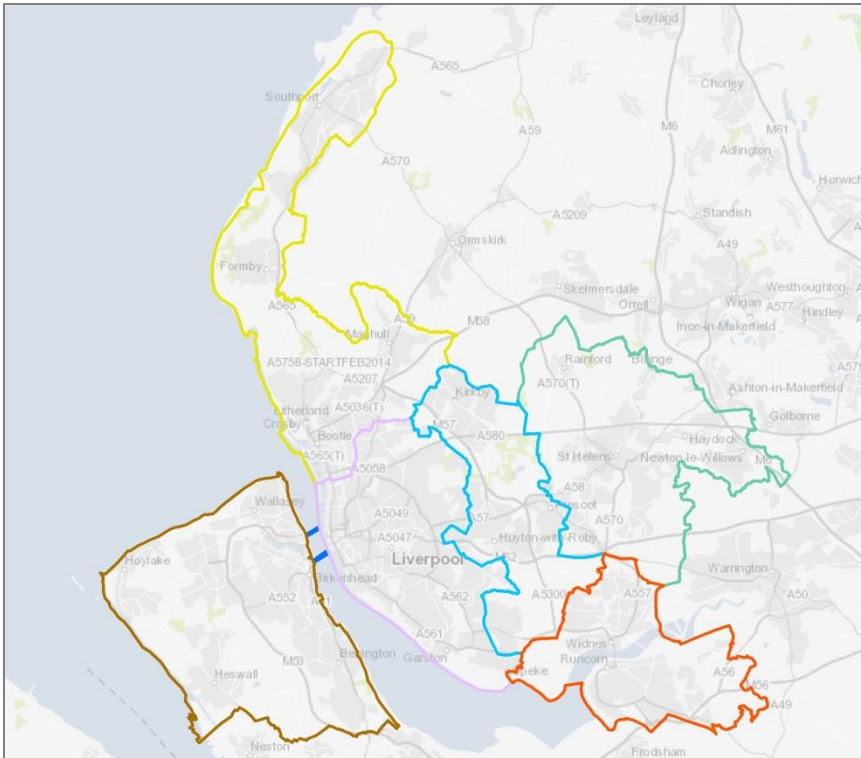 Leyland
A565
Southport
Chorley
A59
M6
M61
A570
Adlington
Horwich
A5209
Standish
Ormskirk
A49
Formby
Skelmersdale
Westhoughton
Orrell
A565
Wigan
A577
A59
M58
Hindley
Maghull
Ince-in-Makerfield
A5758-STARTFEB2014
Rainford
Billinge
A5207
A570(T)
Kirkby
Ashton-in-Makerfield
Litherland
A5036(T)
Golborne
Crosby
M57
Bootle
A580
Haydock
A565(T)
St Helens
Newton-le-Willows
A5058
M6
A58
Wallasey
Prescot
A5049
A57
A570
Huyton-with-Roby
A5047
Liverpool
M62
Hoylake
Warrington
Birkenhead
A552
A41
A562
A5300
A557
A50
A561
Widnes
M53
Bebington
Garston
Runcorn
Speke
A56
Heswall
M56
A49
Neston
Frodsham